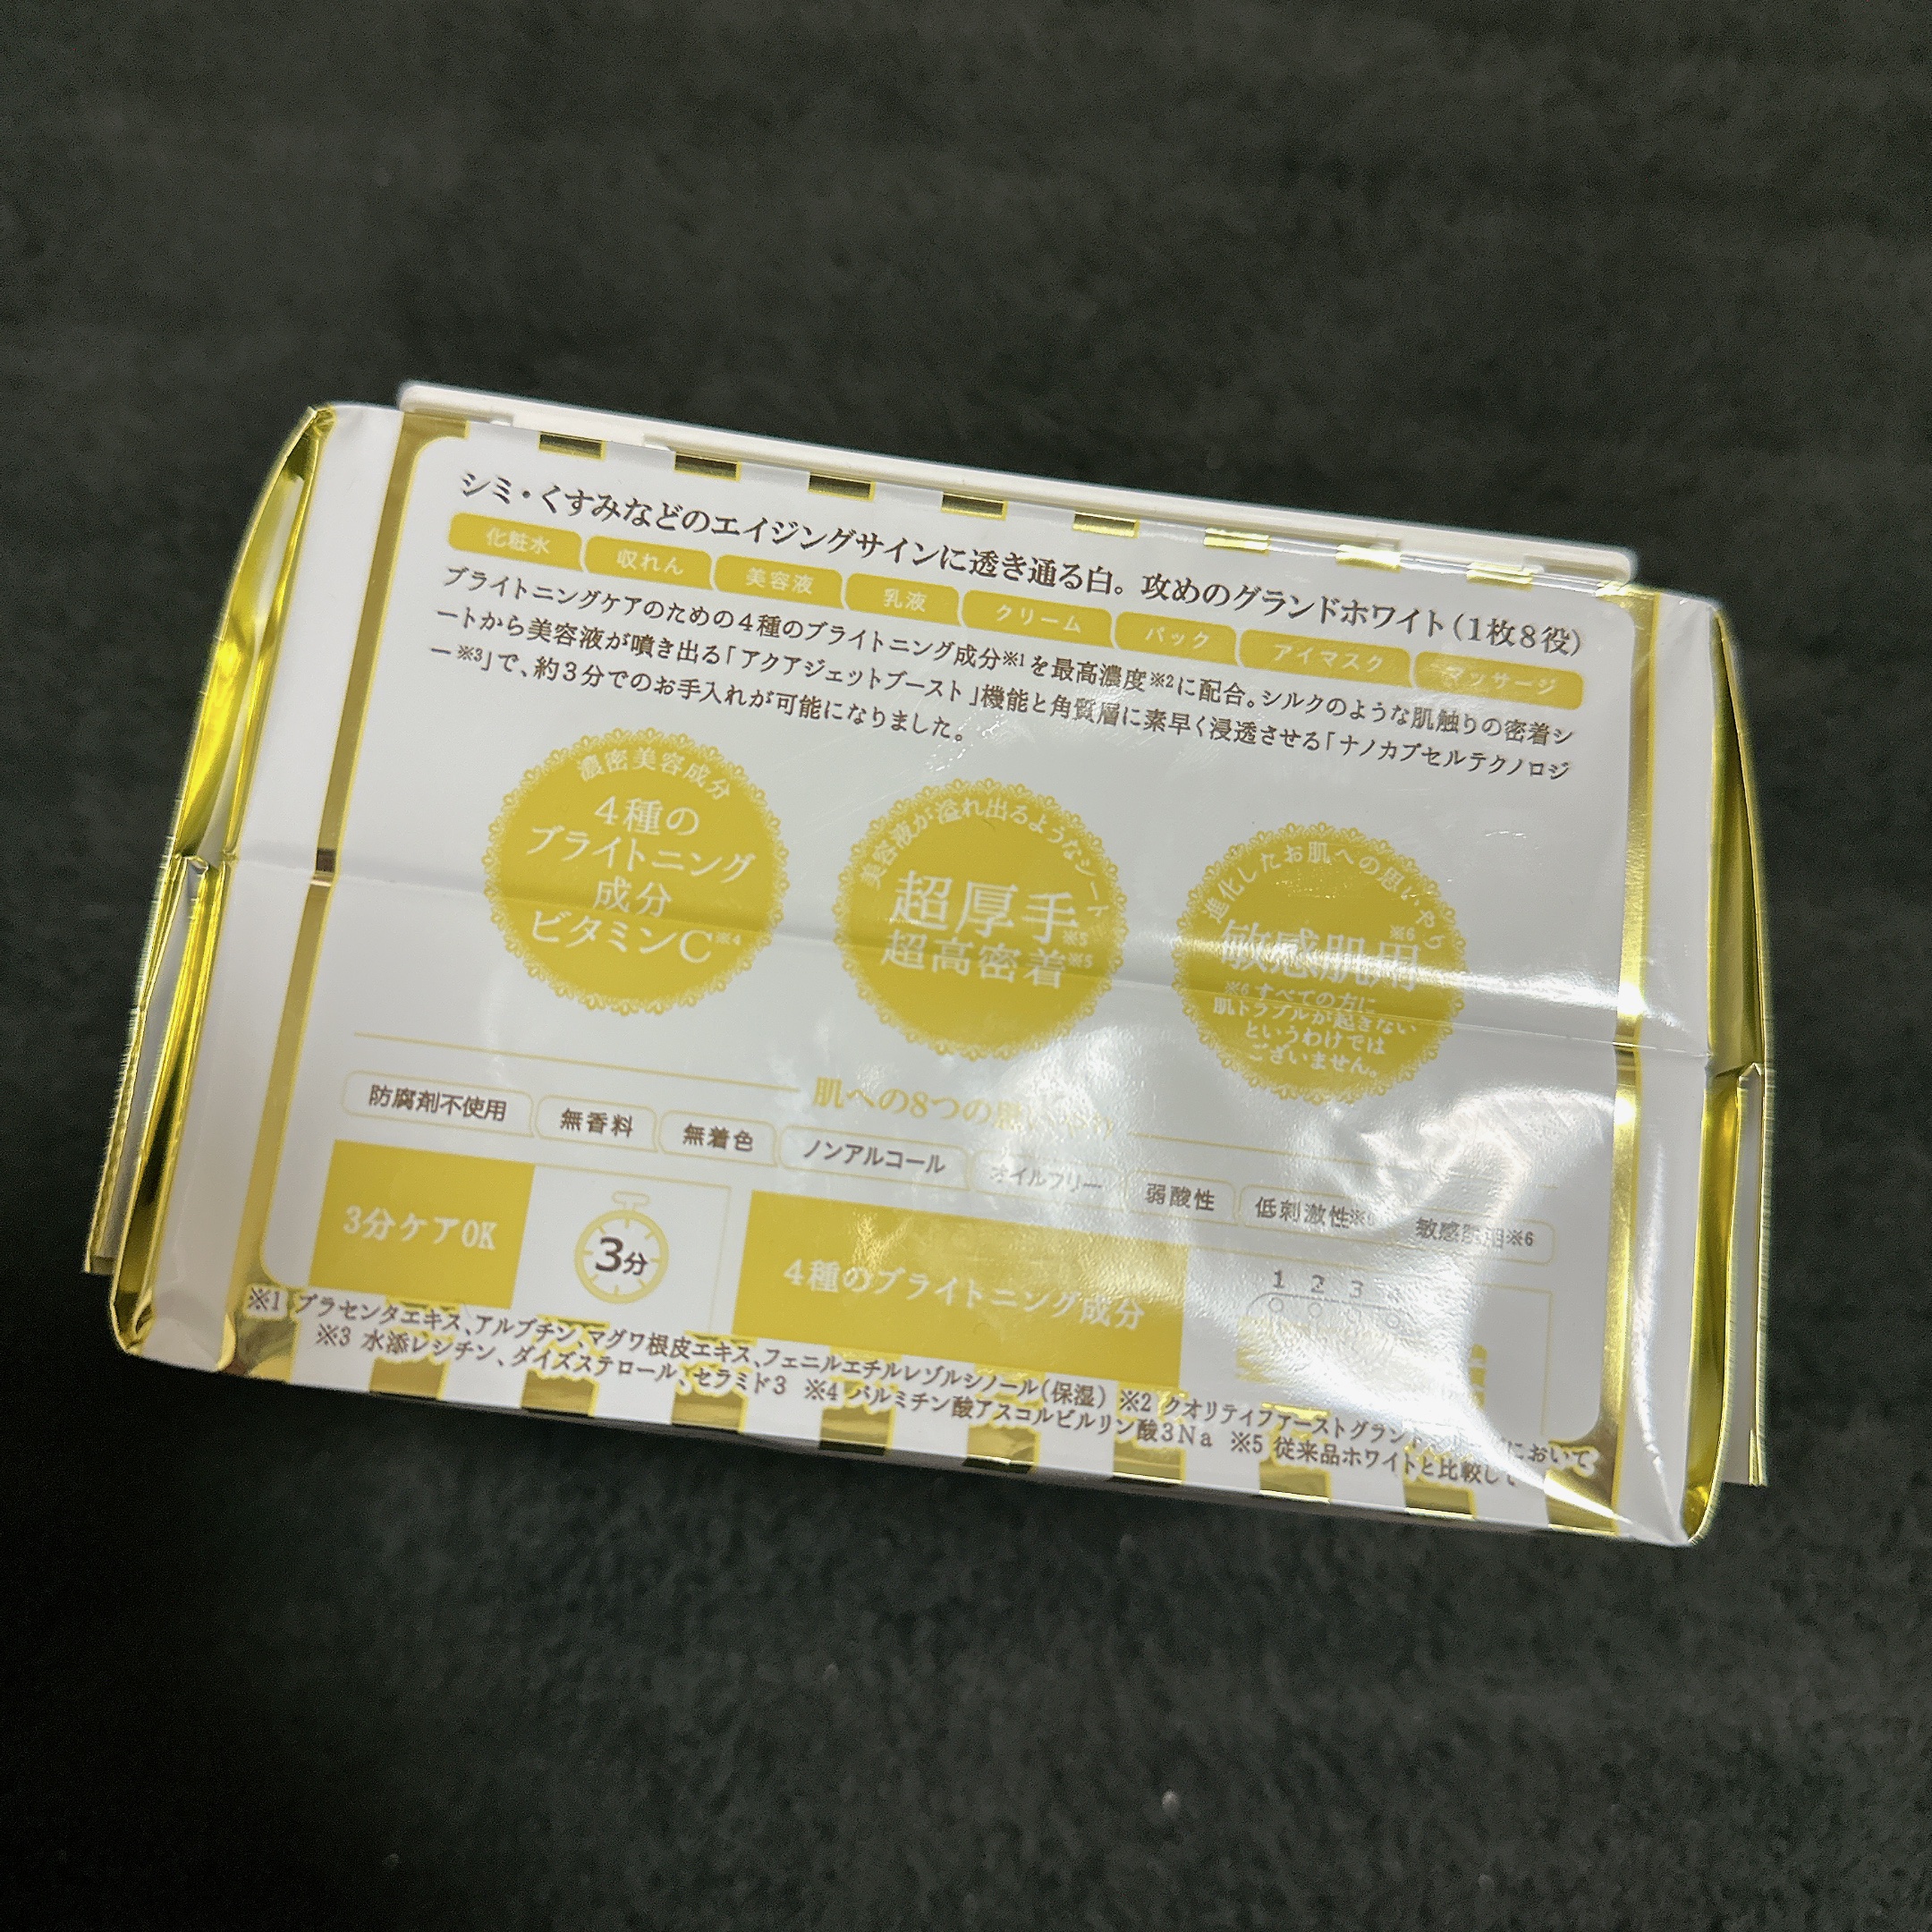 シミ・くすみなどのエイジングサインに透き通る白。攻めのグランドホワイト（1枚8役）
化粧水 収れん 美容液 乳液 クリーム パック アイマスク マッサージ
ブライトニングケアのための4種のブライトニング成分※1を最高濃度※2に配合。シルクのような肌触りの密着シ
ートから美容液が噴き出る「アクアジェットブースト」機能と角質層に素早く浸透させる「ナノカプセルテクノロジ
ー※3」で、約3分でのお手入れが可能になりました。
濃密美容成分
4種の
ブライトニング
成分
ビタミンC※4
美容液が溢れ出るようなシート
超厚手※5
超高密着※5
進化したお肌への思いやり
敏感肌用※6
※6 すべての方に
肌トラブルが起きない
というわけでは
ございません。
肌への8つの思いやり
防腐剤不使用 無香料 無着色 ノンアルコール オイルフリー 弱酸性 低刺激性※ 敏感肌用※6
3分ケアOK
3分
4種のブライトニング成分
1 2 3
※1 プラセンタエキス、アルブチン、マグワ根皮エキス、フェニルエチルレゾルシノール（保湿） ※2 クオリティファーストグランド において
※3 水添レシチン、ダイズステロール、セラミド3 ※4 パルミチン酸アスコルビルリン酸3Na ※5 従来品ホワイトと比較して